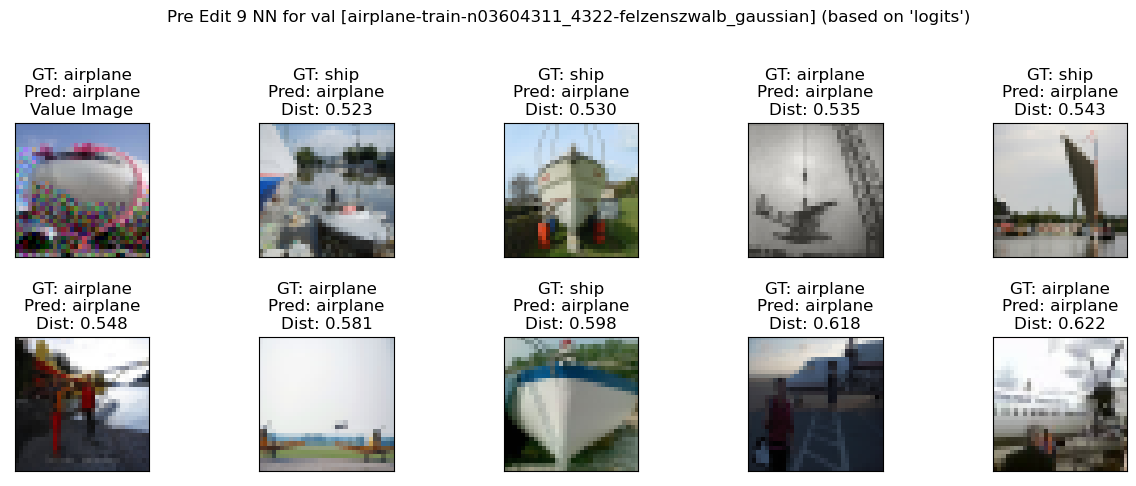 Pre Edit 9 NN for val [airplane-train-n03604311_4322-felzenszwalb_gaussian] (based on 'logits')
GT: airplane
Pred: airplane
Value Image
GT: ship
Pred: airplane
Dist: 0.523
GT: ship
Pred: airplane
Dist: 0.530
GT: airplane
Pred: airplane
Dist: 0.535
GT: ship
Pred: airplane
Dist: 0.543
GT: airplane
Pred: airplane
Dist: 0.548
GT: airplane
Pred: airplane
Dist: 0.581
GT: ship
Pred: airplane
Dist: 0.598
GT: airplane
Pred: airplane
Dist: 0.618
GT: airplane
Pred: airplane
Dist: 0.622